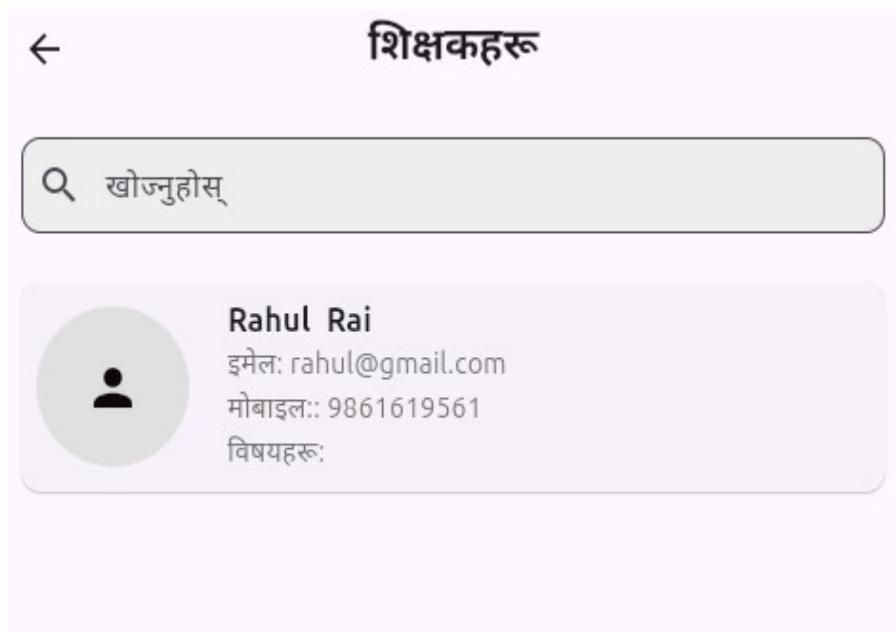 शिक्षकहरू
खोज्नुहोस्
Rahul Rai
इमेल: rahul@gmail.com
मोबाइल:: 9861619561
विषयहरू: